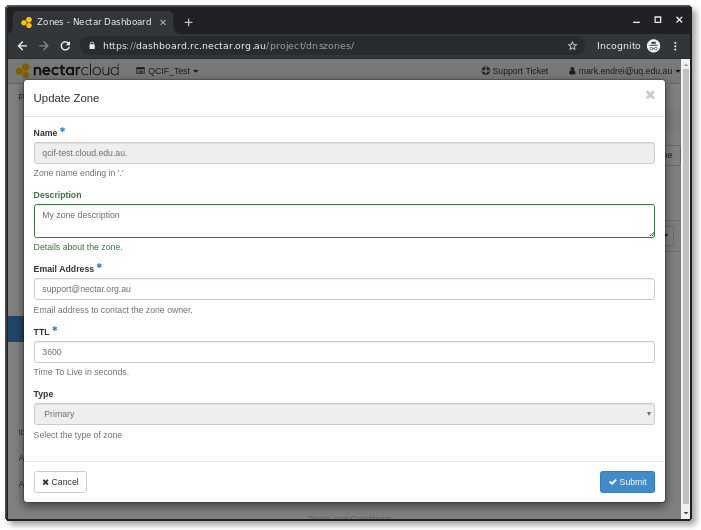 Zones - Nectar Dashboard
https://dashboard.rc.nectar.org.au/project/dnszones/
Incognito
nectarcloud
QCIF_Test
Support Ticket
mark.endrei@uq.edu.au
Update Zone
Name *
qcif-test.cloud.edu.au.
Zone name ending in '.'
Description
My zone description
Details about the zone.
Email Address *
support@nectar.org.au
Email address to contact the zone owner.
TTL *
3600
Time To Live in seconds.
Type
Primary
Select the type of zone
Cancel
Submit
Terms and Conditions